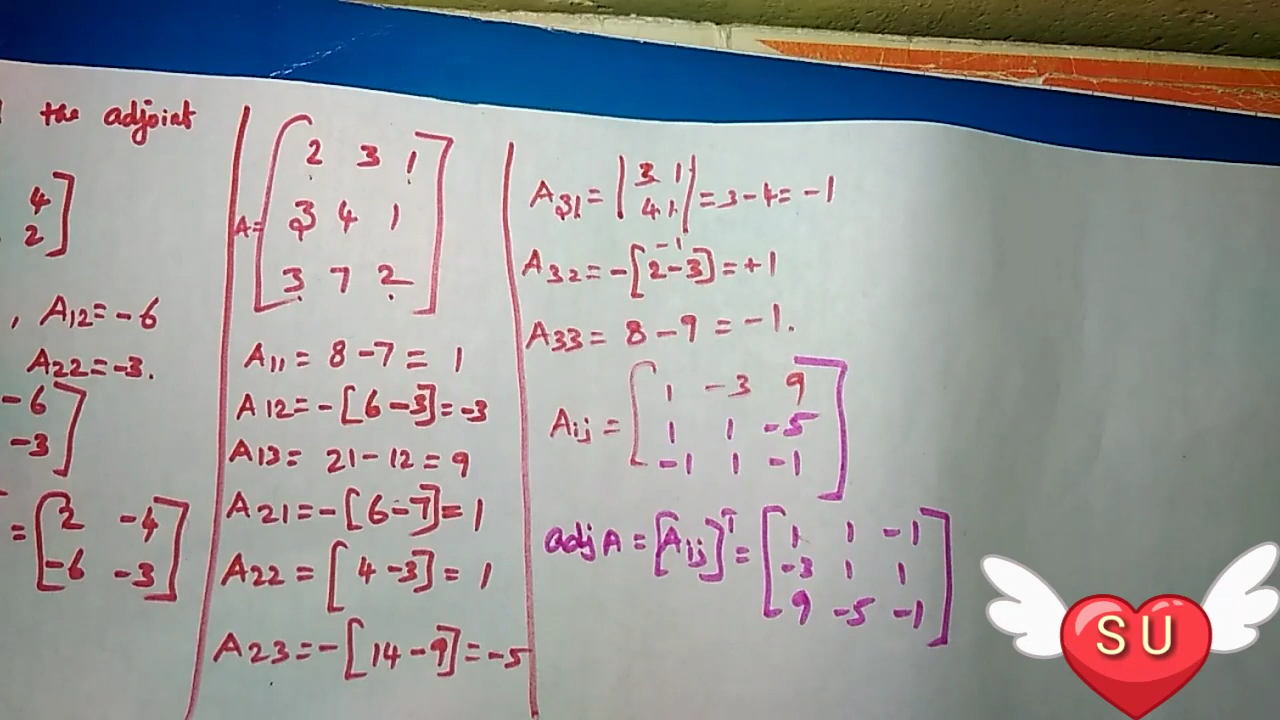 the adjoint
4
2
, A12 = -6
A22 = -3.
-6
-3
= [2 -4
-6 -3]
A = [2 3 1
3 4 1
3 7 2]
A11 = 8 - 7 = 1
A12 = -[6 - 3] = -3
A13 = 21 - 12 = 9
A21 = -[6 - 7] = 1
A22 = [4 - 3] = 1
A23 = -[14 - 9] = -5
A31 = |3 1
4 1| = 3 - 4 = -1
-1
A32 = -[2 - 3] = +1
A33 = 8 - 9 = -1.
Aij = [1 -3 9
1 1 -5
-1 1 -1]
adj A = [Aij]T = [1 1 -1
-3 1 1
9 -5 -1]
SU